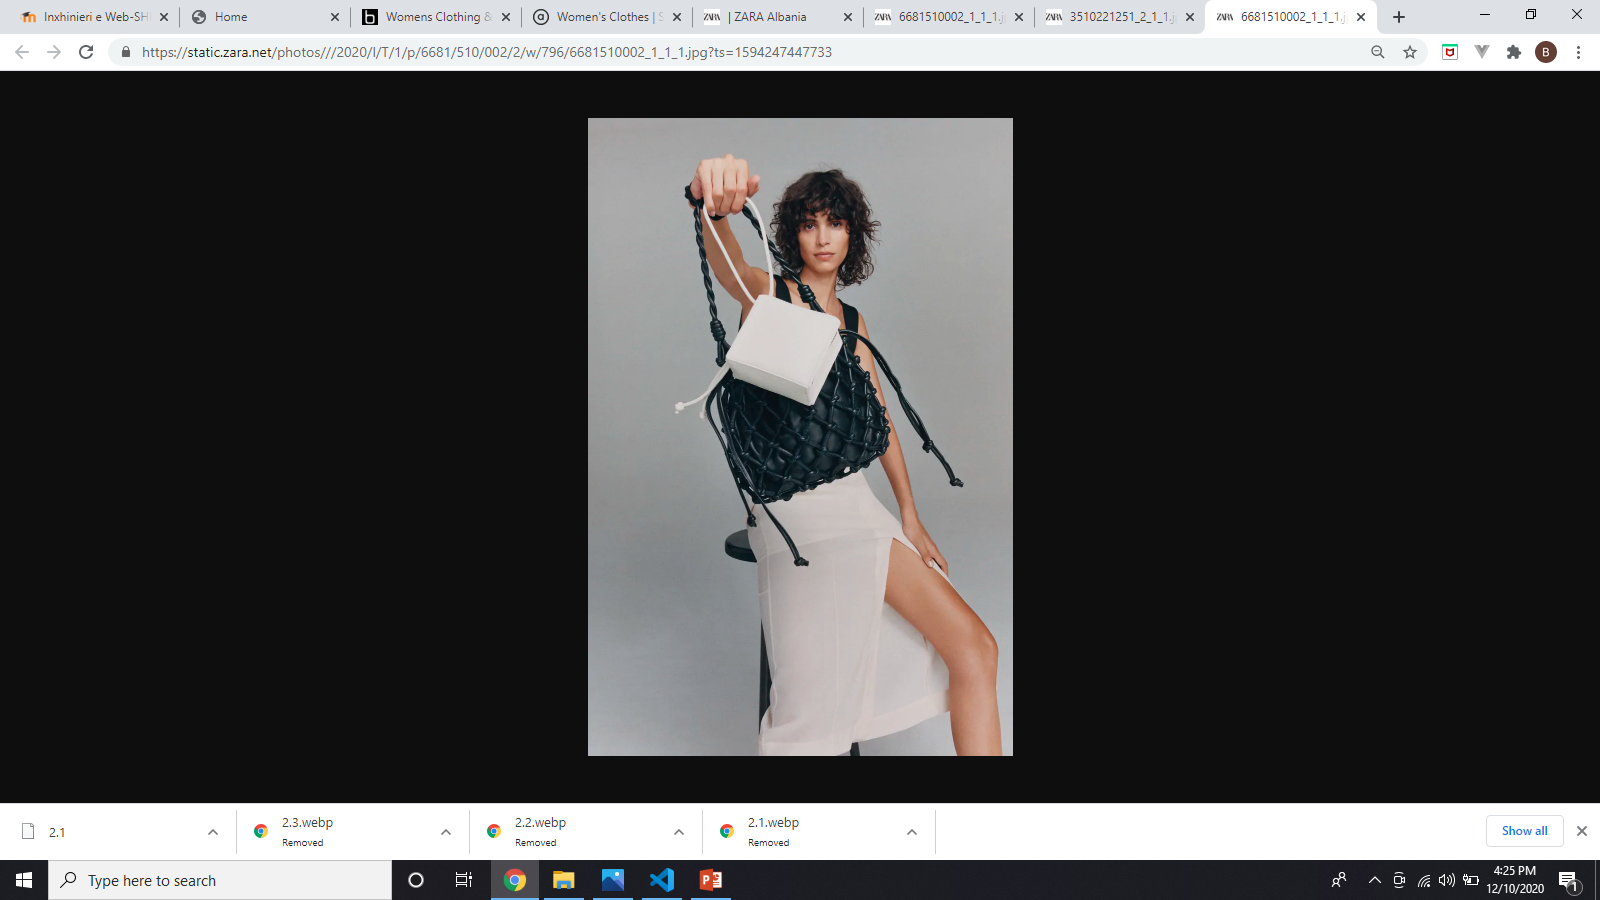 Inxhinieri e Web-SH
Home
Womens Clothing &
Women's Clothes | S
ZARA | ZARA Albania
ZARA 6681510002_1_1_1.j
ZARA 3510221251_2_1_1.j
ZARA 6681510002_1_1_1.j
https://static.zara.net/photos///2020/I/T/1/p/6681/510/002/2/w/796/6681510002_1_1_1.jpg?ts=1594247447733
B
2.1
2.3.webp
Removed
2.2.webp
Removed
2.1.webp
Removed
Show all
Type here to search
4:25 PM
12/10/2020
1